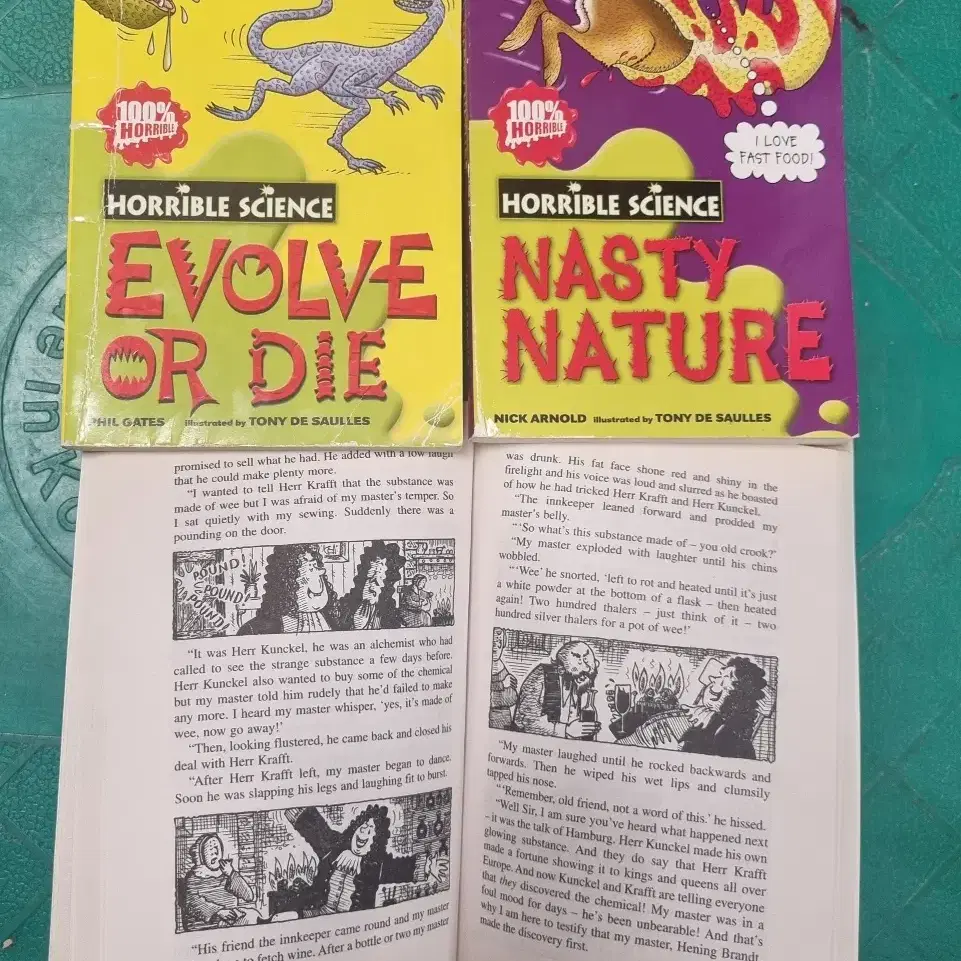 100%
HORRIBLE
HORRIBLE SCIENCE
EVOLVE
OR DIE
PHIL GATES illustrated by TONY DE SAULLES
100%
HORRIBLE
I LOVE
FAST FOOD!
HORRIBLE SCIENCE
NASTY
NATURE
NICK ARNOLD illustrated by TONY DE SAULLES
promised to sell what he had. He added with a low laugh
that he could make plenty more.
"I wanted to tell Herr Krafft that the substance was
made of wee but I was afraid of my master's temper. So
I sat quietly with my sewing. Suddenly there was a
pounding on the door.
POUND!
POUND!
POUND!
"It was Herr Kunckel, he was an alchemist who had
called to see the strange substance a few days before.
Herr Kunckel also wanted to buy some of the chemical
but my master told him rudely that he'd failed to make
any more. I heard my master whisper, 'yes, it's made of
wee, now go away!'
"Then, looking flustered, he came back and closed his
deal with Herr Krafft.
"After Herr Krafft left, my master began to dance.
Soon he was slapping his legs and laughing fit to burst.
"His friend the innkeeper came round and my master
to fetch wine. After a bottle or two my master
was drunk. His fat face shone red and shiny in the
firelight and his voice was loud and slurred as he boasted
of how he had tricked Herr Krafft and Herr Kunckel.
"The innkeeper leaned forward and prodded my
master's belly.
"'So what's this substance made of – you old crook?'
"My master exploded with laughter until his chins
wobbled.
"'Wee' he snorted, 'left to rot and heated until it's just
a white powder at the bottom of a flask – then heated
again! Two hundred thalers – just think of it – two
hundred silver thalers for a pot of wee!'
"My master laughed until he rocked backwards and
forwards. Then he wiped his wet lips and clumsily
tapped his nose.
"'Remember, old friend, not a word of this.' he hissed.
"Well Sir, I am sure you've heard what happened next
– it was the talk of Hamburg. Herr Kunckel made his own
glowing substance. And they do say that Herr Krafft
made a fortune showing it to kings and queens all over
Europe. And now Kunckel and Krafft are telling everyone
that they discovered the chemical! My master was in a
foul mood for days – he's been unbearable! And that's
why I am here to testify that my master, Hening Brandt
made the discovery first.